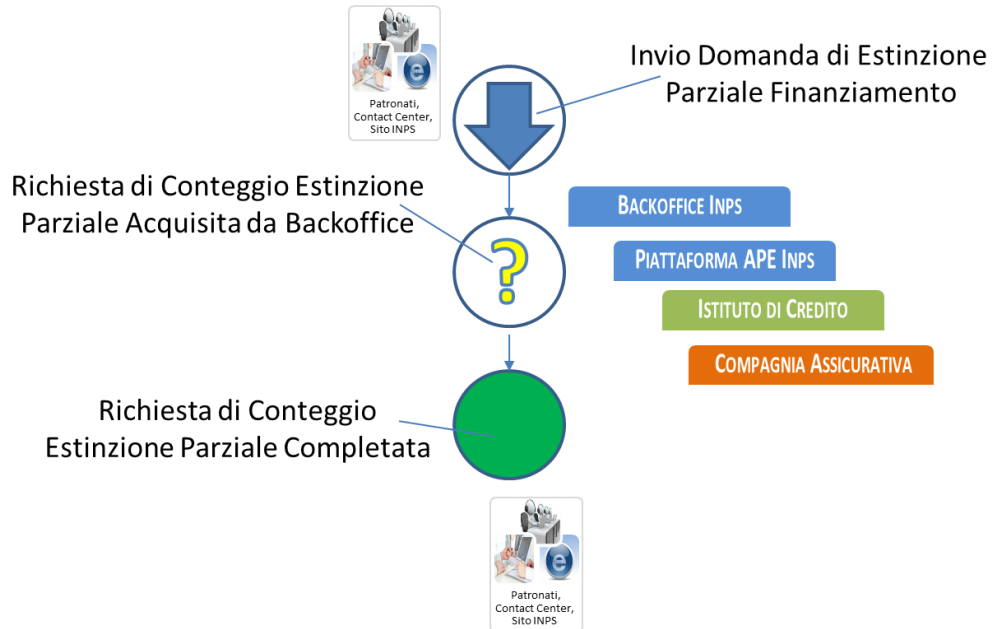 Patronati,
Contact Center,
Sito INPS
Invio Domanda di Estinzione
Parziale Finanziamento
Richiesta di Conteggio Estinzione
Parziale Acquisita da Backoffice
?
BACKOFFICE INPS
PIATTAFORMA APE INPS
ISTITUTO DI CREDITO
COMPAGNIA ASSICURATIVA
Richiesta di Conteggio
Estinzione Parziale Completata
e
Patronati,
Contact Center,
Sito INPS
e